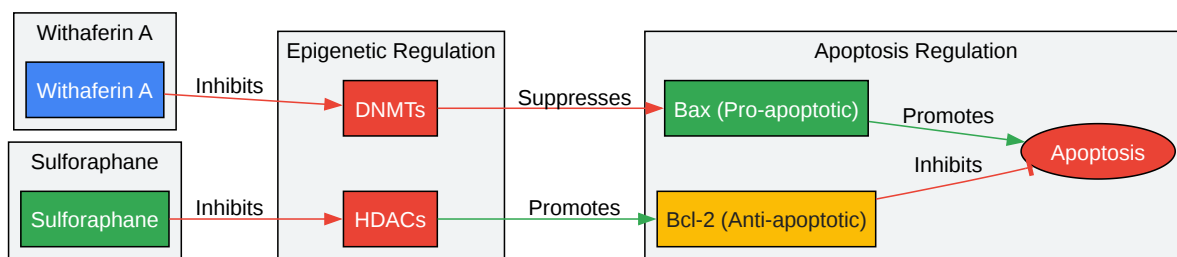 Withaferin A
Withaferin A
Inhibits
Sulforaphane
Sulforaphane
Inhibits
Epigenetic Regulation
DNMTs
Suppresses
HDACs
Promotes
Apoptosis Regulation
Bax (Pro-apoptotic)
Promotes
Bcl-2 (Anti-apoptotic)
Inhibits
Apoptosis